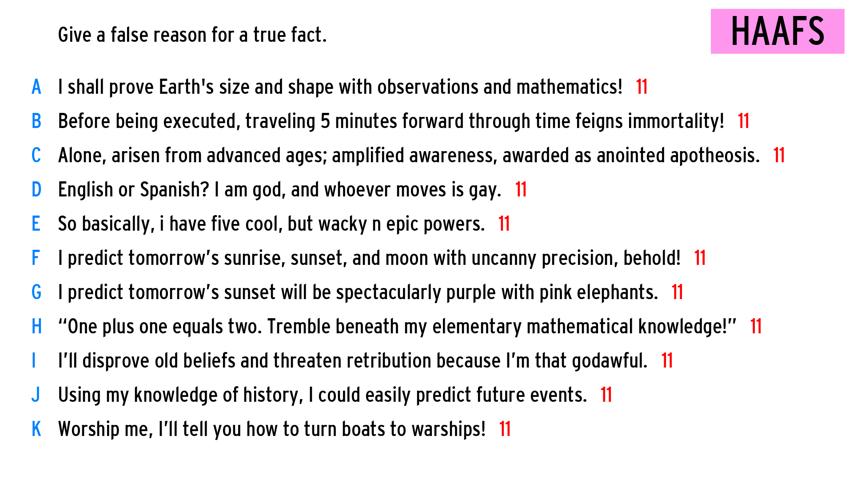 Give a false reason for a true fact.
HAAFS
A I shall prove Earth's size and shape with observations and mathematics! 11
B Before being executed, traveling 5 minutes forward through time feigns immortality! 11
C Alone, arisen from advanced ages; amplified awareness, awarded as anointed apotheosis. 11
D English or Spanish? I am god, and whoever moves is gay. 11
E So basically, i have five cool, but wacky n epic powers. 11
F I predict tomorrow’s sunrise, sunset, and moon with uncanny precision, behold! 11
G I predict tomorrow’s sunset will be spectacularly purple with pink elephants. 11
H “One plus one equals two. Tremble beneath my elementary mathematical knowledge!” 11
I I’ll disprove old beliefs and threaten retribution because I’m that godawful. 11
J Using my knowledge of history, I could easily predict future events. 11
K Worship me, I’ll tell you how to turn boats to warships! 11